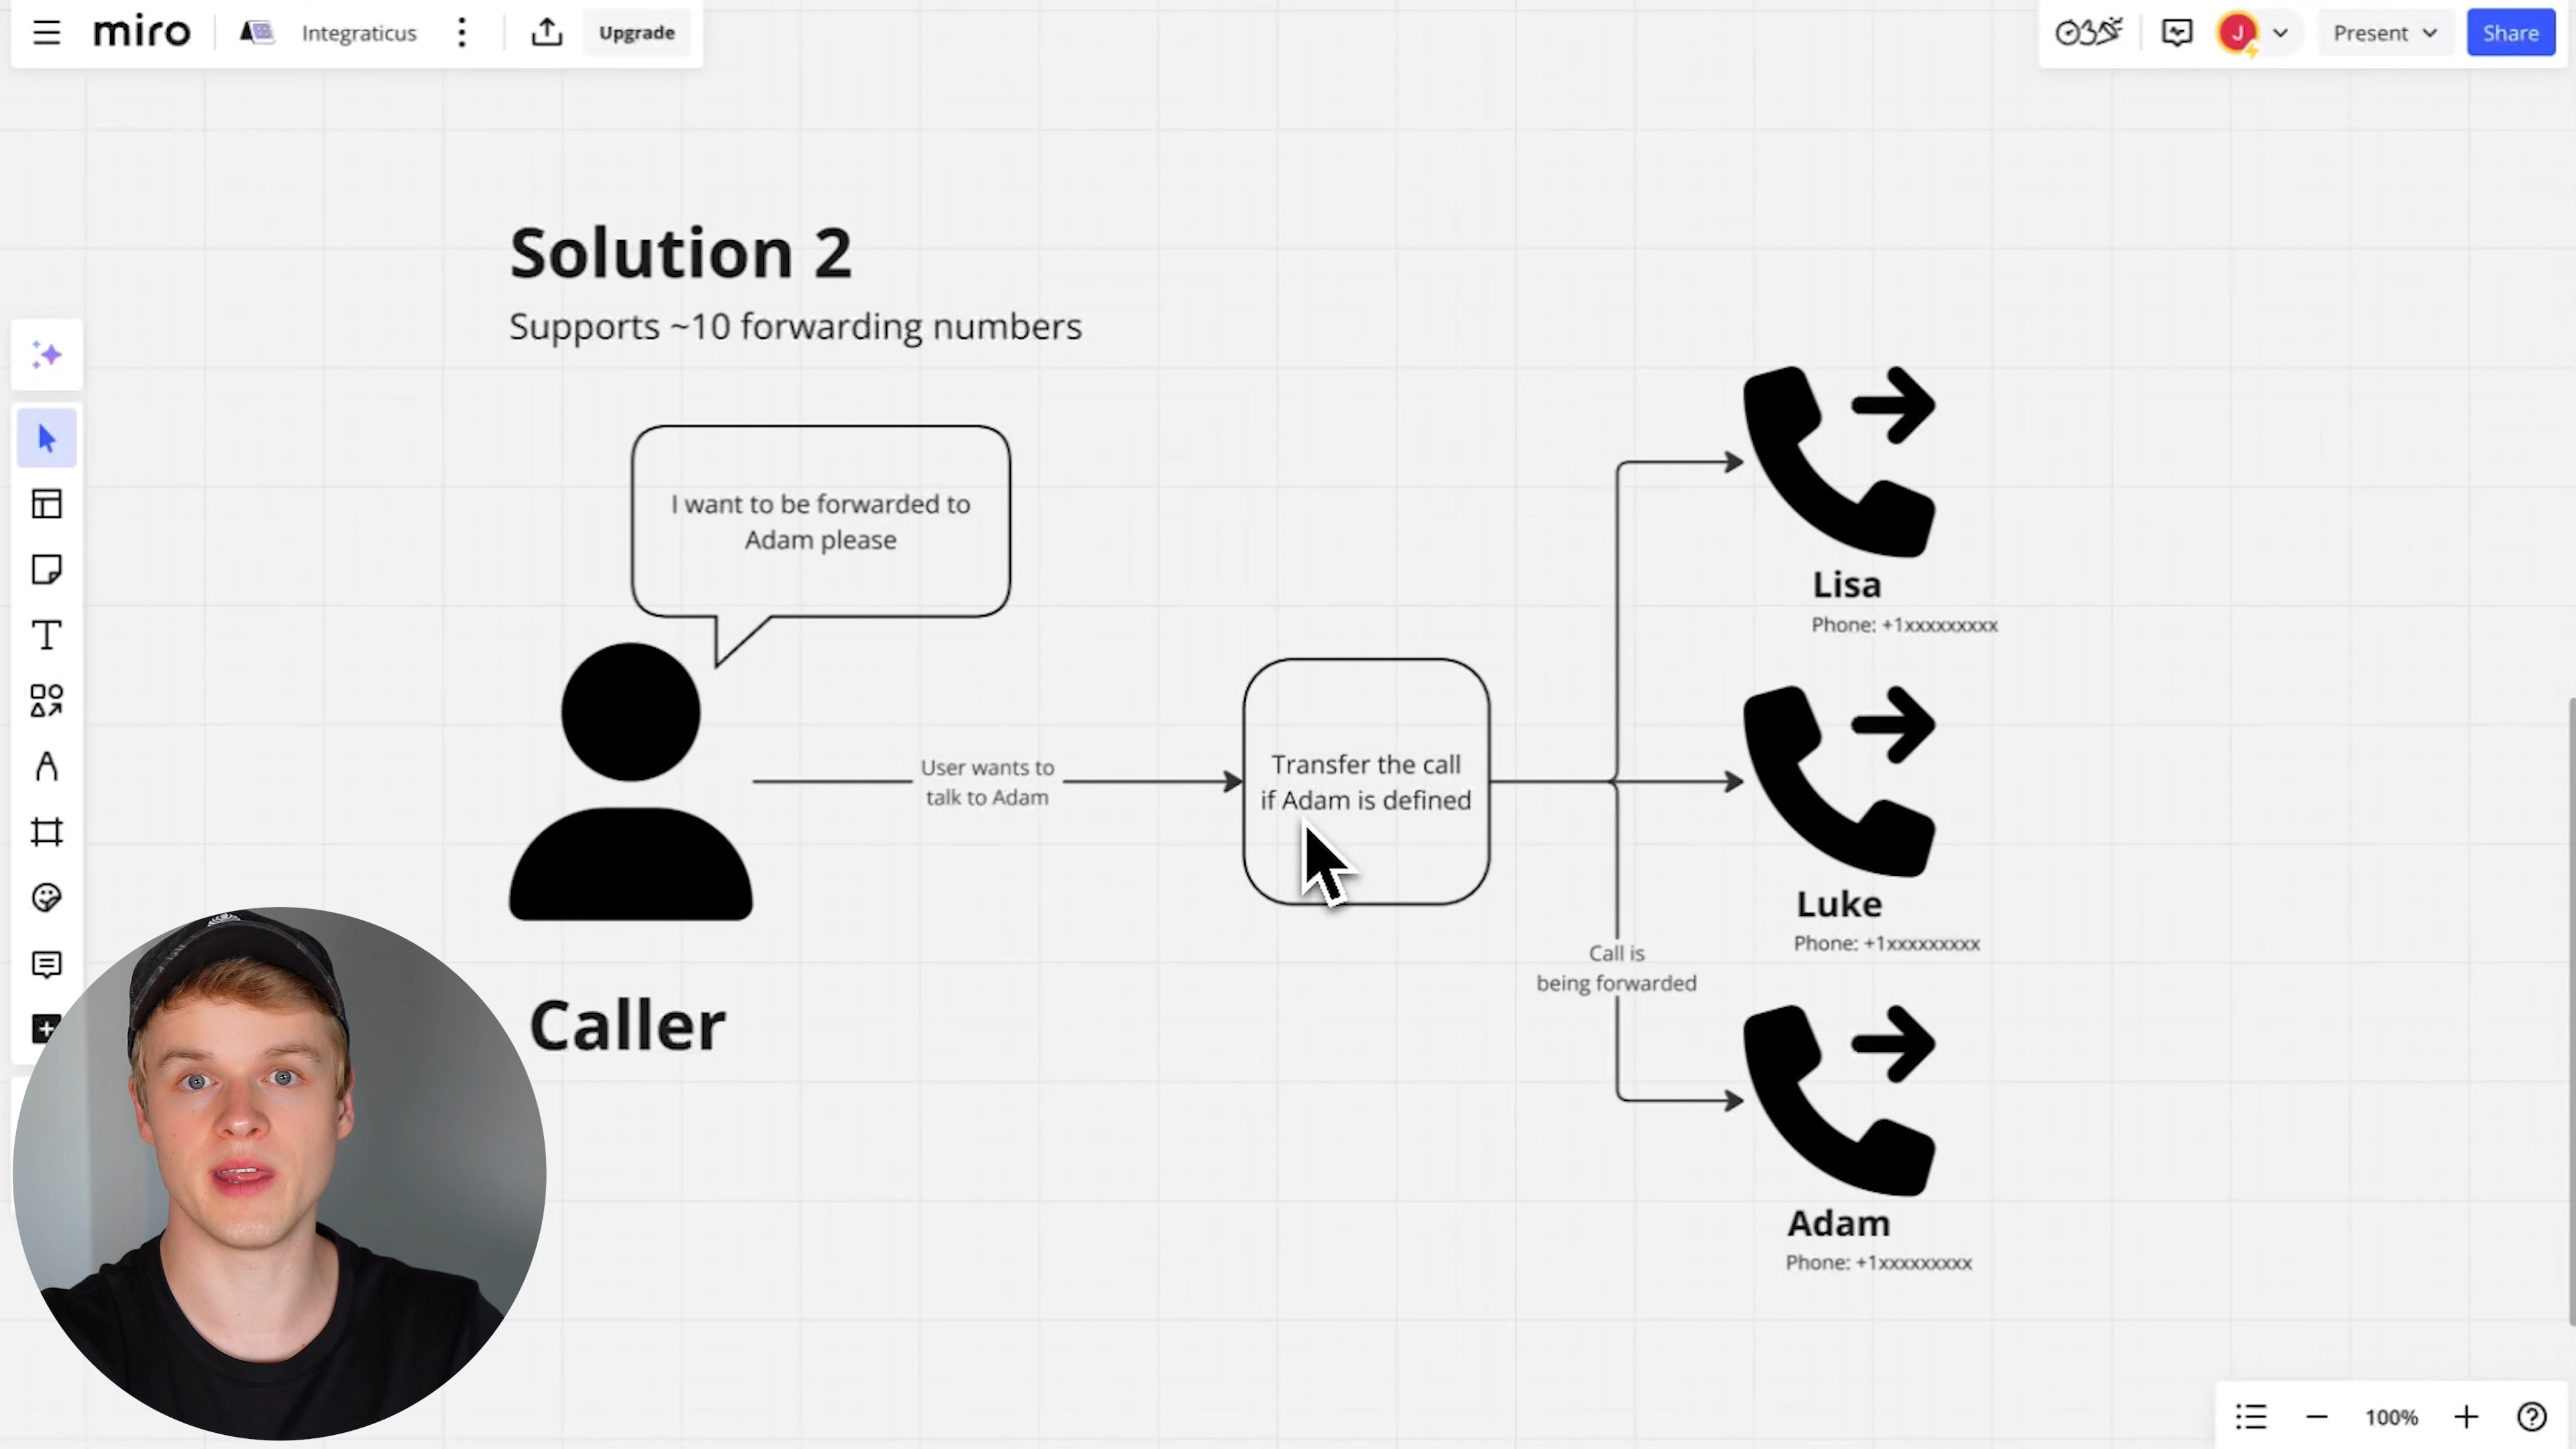 miro
Integraticus
Upgrade
J
Present
Share
Solution 2
Supports ~10 forwarding numbers
I want to be forwarded to
Adam please
User wants to
talk to Adam
Transfer the call
if Adam is defined
Caller
Call is
being forwarded
Lisa
Phone: +1xxxxxxxxx
Luke
Phone: +1xxxxxxxxx
Adam
Phone: +1xxxxxxxxx
100%